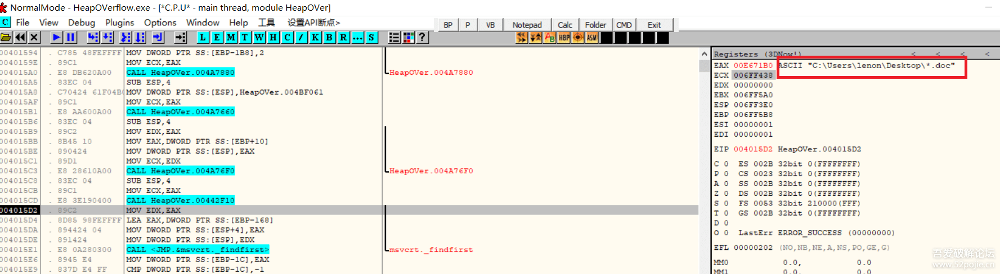 NormalMode - HeapOVerflow.exe - [*C.P.U* - main thread, module HeapOVer]
C File View Debug Plugins Options Window Help 工具 设置API断点>
BP P VB Notepad Calc Folder CMD Exit
L E M T W H C / K B R ... S ? HBP ASM
00401594 . C785 48FEFFFF MOV DWORD PTR SS:[EBP-1B8],2
0040159E . 89C1 MOV ECX,EAX
004015A0 . E8 DB620A00 CALL HeapOVer.004A7880 HeapOVer.004A7880
004015A5 . 83EC 04 SUB ESP,4
004015A8 . C70424 61F04B0 MOV DWORD PTR SS:[ESP],HeapOVer.004BF061
004015AF . 89C1 MOV ECX,EAX
004015B1 . E8 AA600A00 CALL HeapOVer.004A7660
004015B6 . 83EC 04 SUB ESP,4
004015B9 . 89C2 MOV EDX,EAX
004015BB . 8B45 10 MOV EAX,DWORD PTR SS:[EBP+10]
004015BE . 890424 MOV DWORD PTR SS:[ESP],EAX
004015C1 . 89D1 MOV ECX,EDX
004015C3 . E8 28610A00 CALL HeapOVer.004A76F0 HeapOVer.004A76F0
004015C8 . 83EC 04 SUB ESP,4
004015CB . 89C1 MOV ECX,EAX
004015CD . E8 3E190400 CALL HeapOVer.00442F10
004015D2 . 89C2 MOV EDX,EAX
004015D4 . 8D85 98FEFFFF LEA EAX,DWORD PTR SS:[EBP-168]
004015DA . 894424 04 MOV DWORD PTR SS:[ESP+4],EAX
004015DE . 891424 MOV DWORD PTR SS:[ESP],EDX
004015E1 . E8 0A280300 CALL <JMP.&msvcrt._findfirst> msvcrt._findfirst
004015E6 . 8945 E4 MOV DWORD PTR SS:[EBP-1C],EAX
004015E9 . 837D E4 FF CMP DWORD PTR SS:[EBP-1C],-1
Registers (3DNow!) < < < <
EAX 00E671B0 ASCII "C:\Users\lenon\Desktop\*.doc"
ECX 006FF438
EDX 00000000
EBX 006FF5A0
ESP 006FF3E0
EBP 006FF5B8
ESI 00000001
EDI 00000001
EIP 004015D2 HeapOVer.004015D2
C 0 ES 002B 32bit 0(FFFFFFFF)
P 0 CS 0023 32bit 0(FFFFFFFF)
A 0 SS 002B 32bit 0(FFFFFFFF)
Z 0 DS 002B 32bit 0(FFFFFFFF)
S 0 FS 0053 32bit 210000(FFF)
T 0 GS 002B 32bit 0(FFFFFFFF)
D 0
O 0 LastErr ERROR_SUCCESS (00000000)
EFL 00000202 (NO,NB,NE,A,NS,PO,GE,G)
MM0 0.0, 0.0
MM1 0.0, 0.0
吾爱破解论坛
www.52pojie.cn